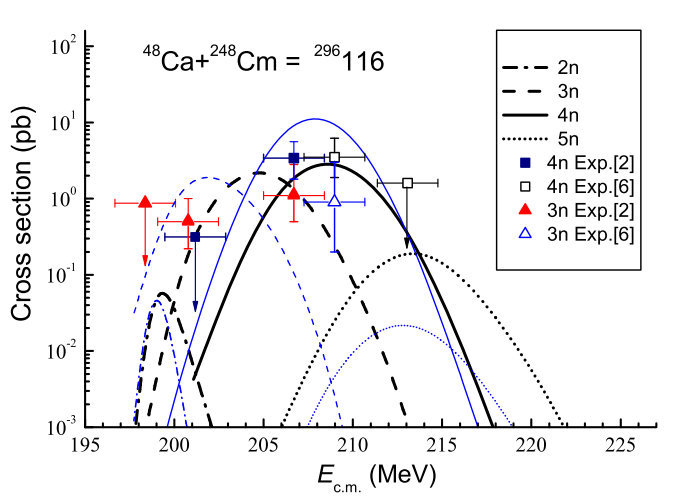 ⁴⁸Ca+²⁴⁸Cm = ²⁹⁶116
Cross section (pb)
10²
10¹
10⁰
10⁻¹
10⁻²
10⁻³
195 200 205 210 215 220 225
E_c.m. (MeV)
2n
3n
4n
5n
4n Exp.[2]
4n Exp.[6]
3n Exp.[2]
3n Exp.[6]